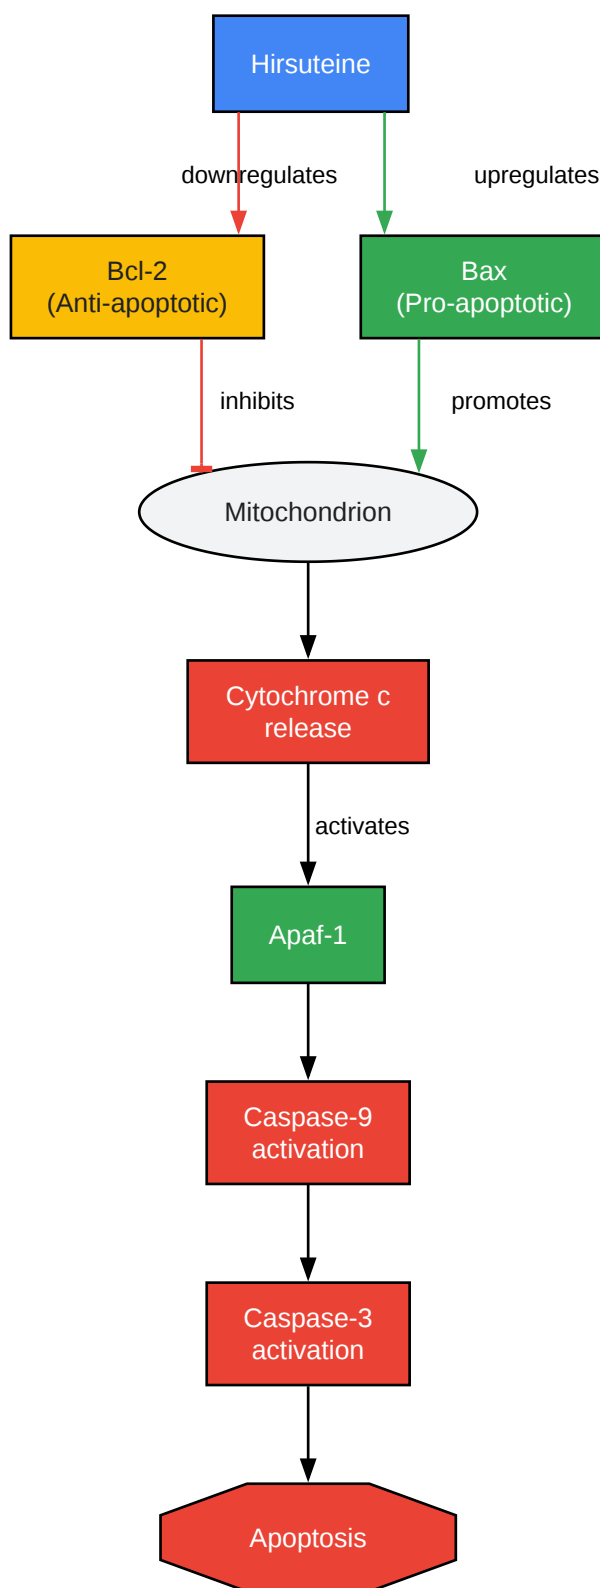 Hirsuteine
downregulates
upregulates
Bcl-2
(Anti-apoptotic)
Bax
(Pro-apoptotic)
inhibits
promotes
Mitochondrion
Cytochrome c
release
activates
Apaf-1
Caspase-9
activation
Caspase-3
activation
Apoptosis